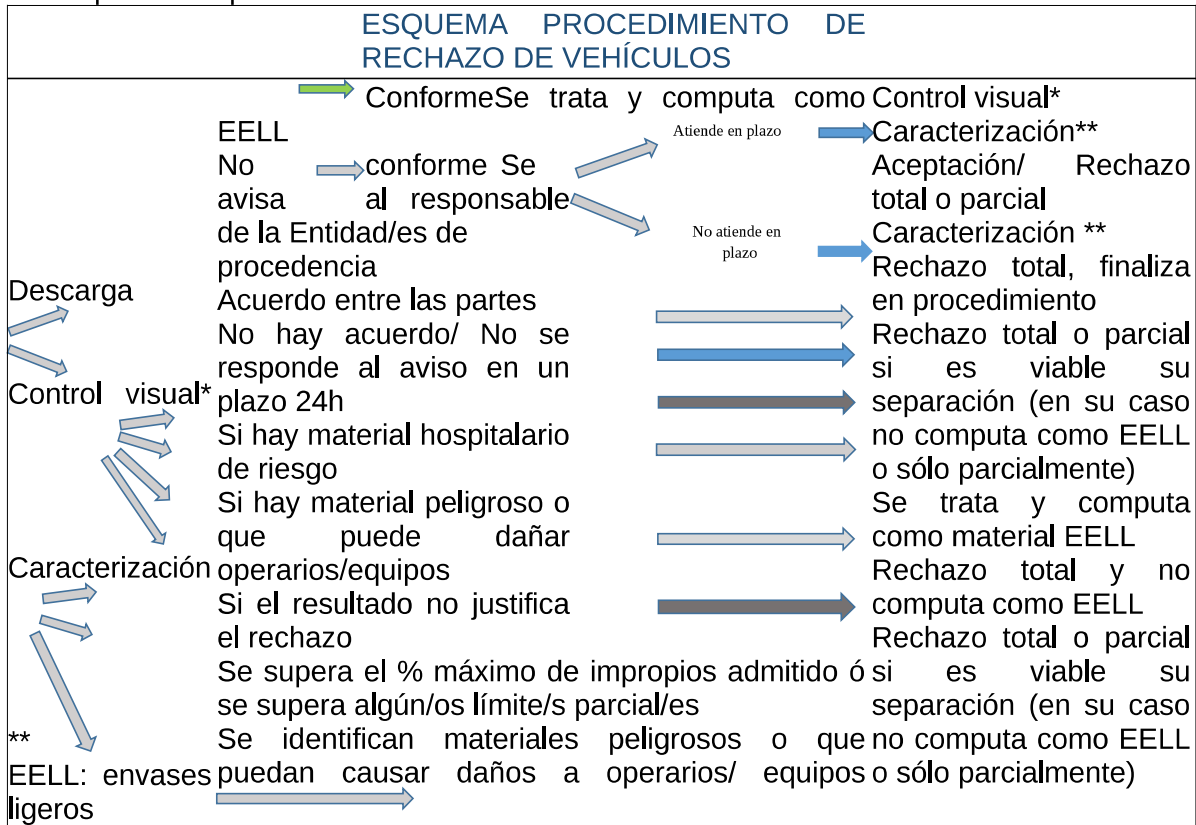 ESQUEMA PROCEDIMIENTO DE
RECHAZO DE VEHÍCULOS
Descarga
Control visual*
Caracterización
**
EELL: envases
ligeros
ConformeSe trata y computa como
EELL
No conforme Se
avisa al responsable
de la Entidad/es de
procedencia
Acuerdo entre las partes
No hay acuerdo/ No se
responde al aviso en un
plazo 24h
Si hay material hospitalario
de riesgo
Si hay material peligroso o
que puede dañar
operarios/equipos
Si el resultado no justifica
el rechazo
Se supera el % máximo de impropios admitido ó
se supera algún/os límite/s parcial/es
Se identifican materiales peligrosos o que
puedan causar daños a operarios/ equipos
Atiende en plazo
No atiende en
plazo
Control visual*
Caracterización**
Aceptación/ Rechazo
total o parcial
Caracterización **
Rechazo total, finaliza
en procedimiento
Rechazo total o parcial
si es viable su
separación (en su caso
no computa como EELL
o sólo parcialmente)
Se trata y computa
como material EELL
Rechazo total y no
computa como EELL
Rechazo total o parcial
si es viable su
separación (en su caso
no computa como EELL
o sólo parcialmente)